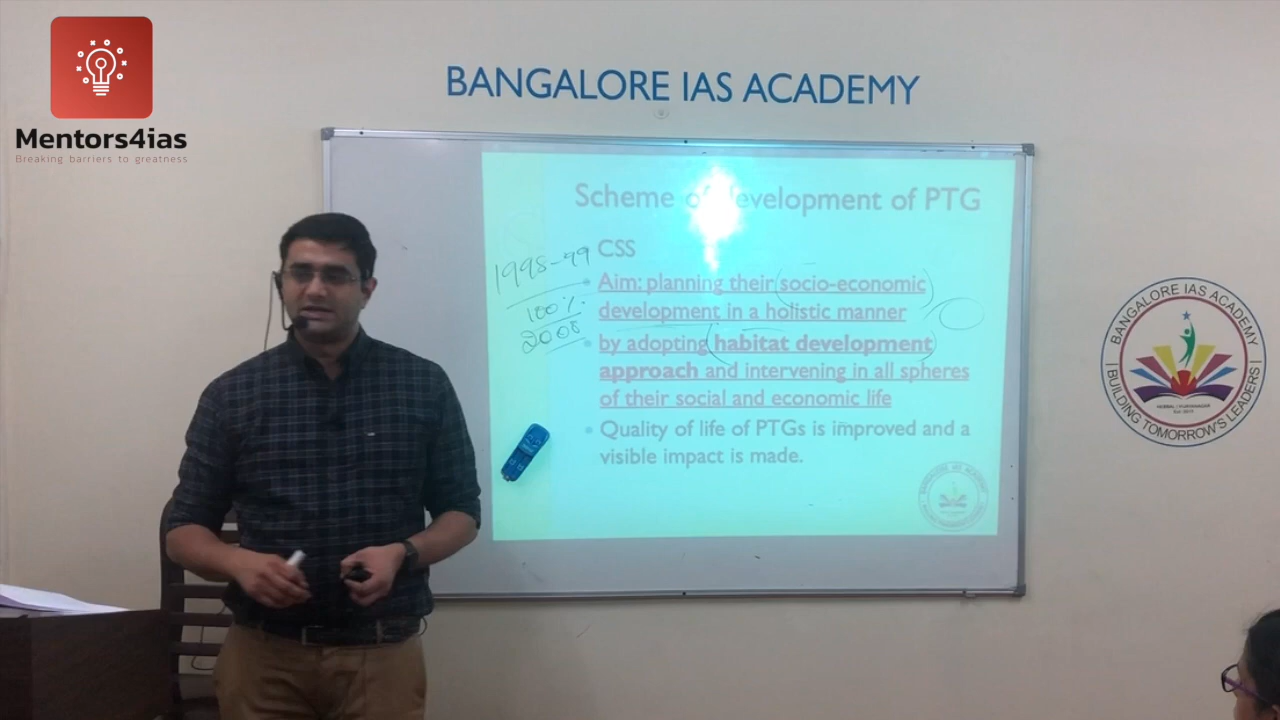 Mentors4ias
Breaking barriers to greatness
BANGALORE IAS ACADEMY
Scheme of development of PTG
1998-99
CSS
Aim: planning their socio-economic
100%
development in a holistic manner
2008
by adopting habitat development
approach and intervening in all spheres
of their social and economic life
Quality of life of PTGs is improved and a
visible impact is made.
BANGALORE IAS ACADEMY
| BUILDING TOMORROW'S LEADERS |